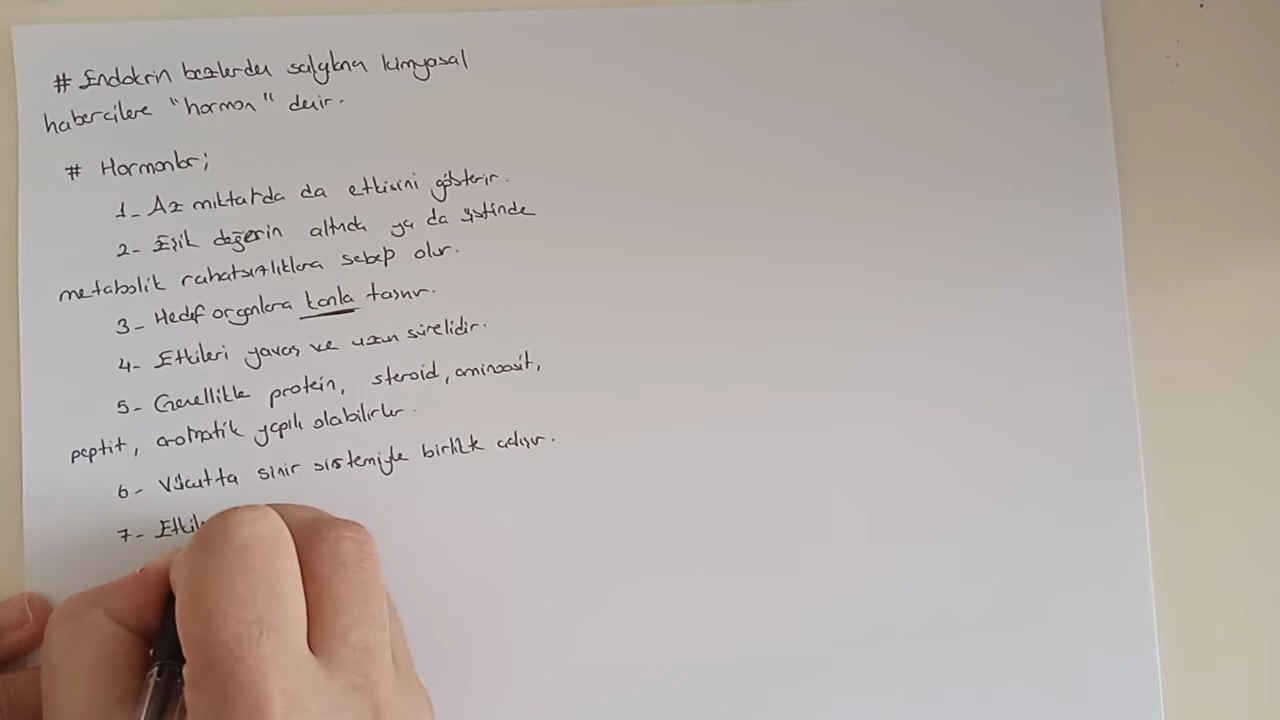 # Endokrin bezlerden salgılanan kimyasal
habercilere "hormon" denir.
# Hormonlar;
1- Az miktarda da etkisini gösterir.
2- Eşik değerin altında ya da üstünde
metabolik rahatsızlıklara sebep olur.
3- Hedef organlara kanla taşınır.
4- Etkileri yavaş ve uzun sürelidir.
5- Genellikle protein, steroid, aminoasit,
peptit, aromatik yapılı olabilirler.
6- Vücutta sinir sistemiyle birlikte çalışır.
7-